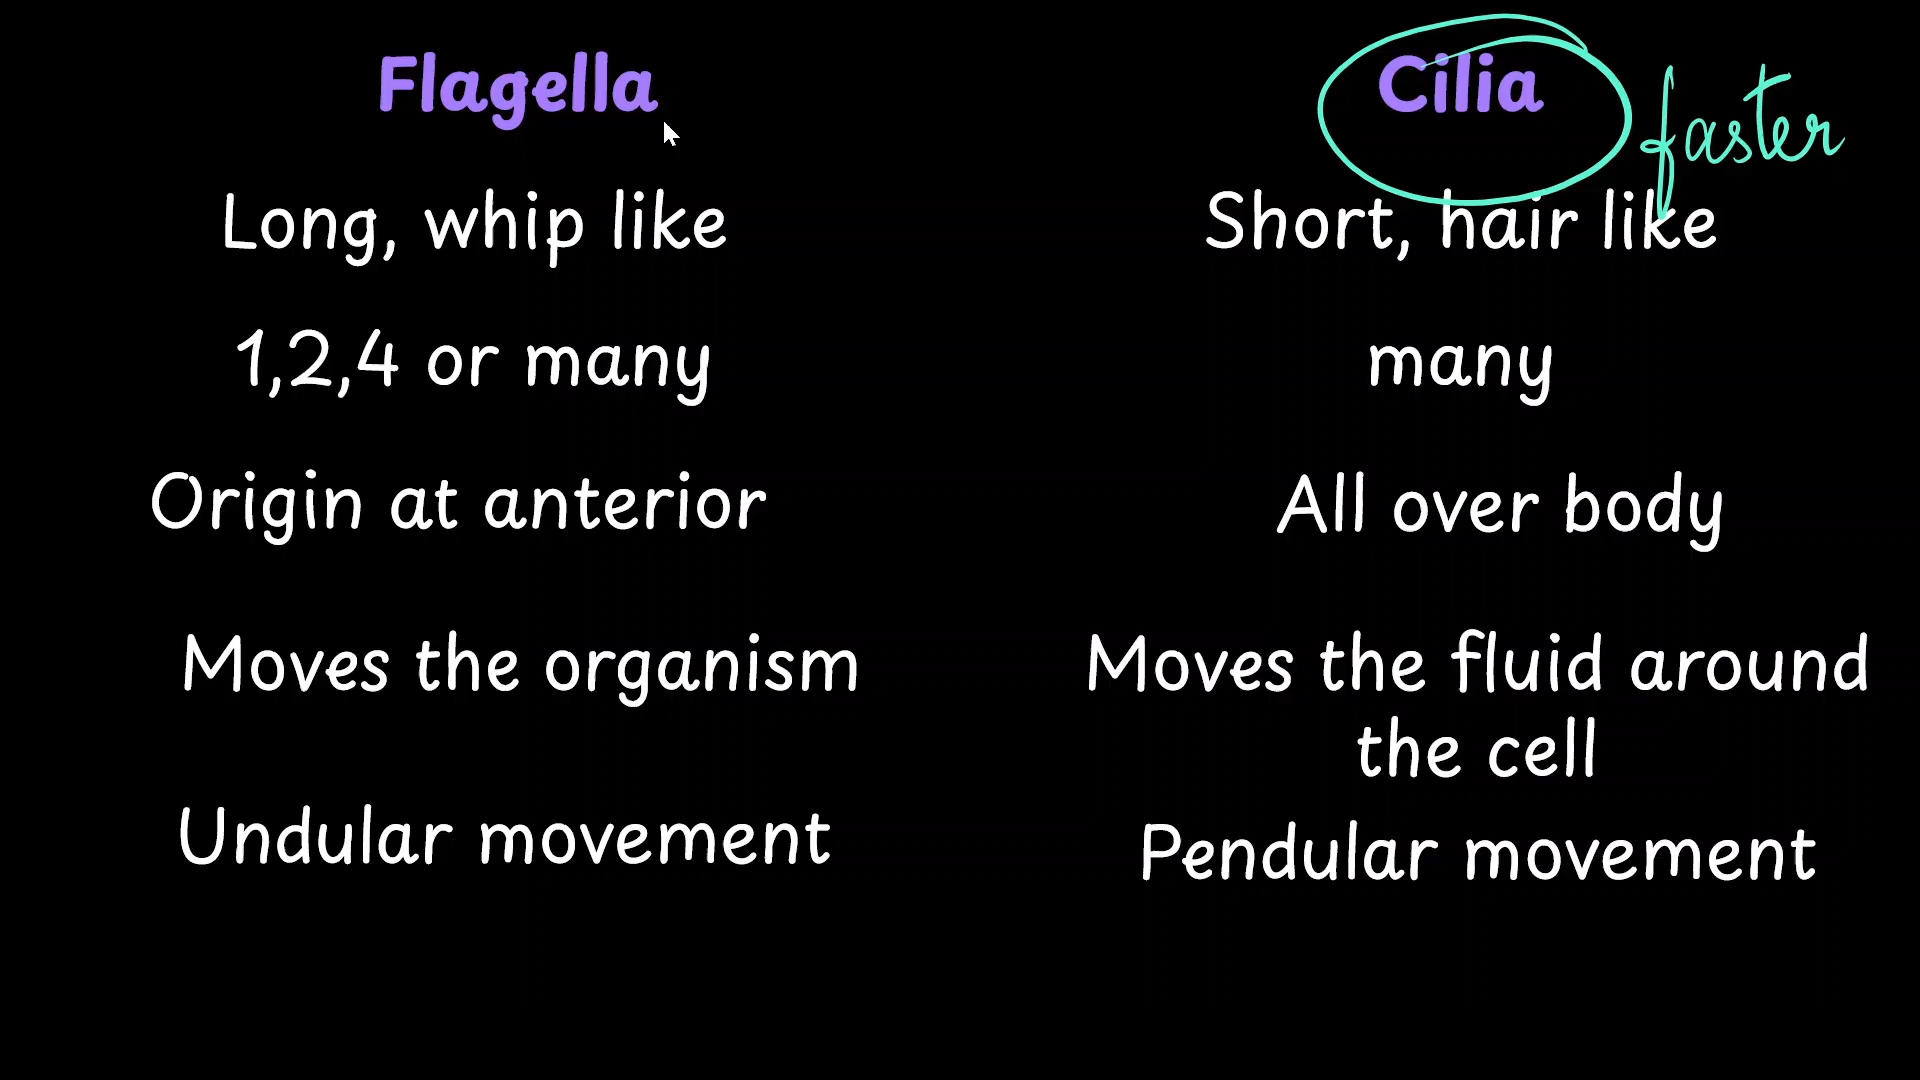 Flagella
Cilia
faster
Long, whip like
Short, hair like
1,2,4 or many
many
Origin at anterior
All over body
Moves the organism
Moves the fluid around
the cell
Undular movement
Pendular movement